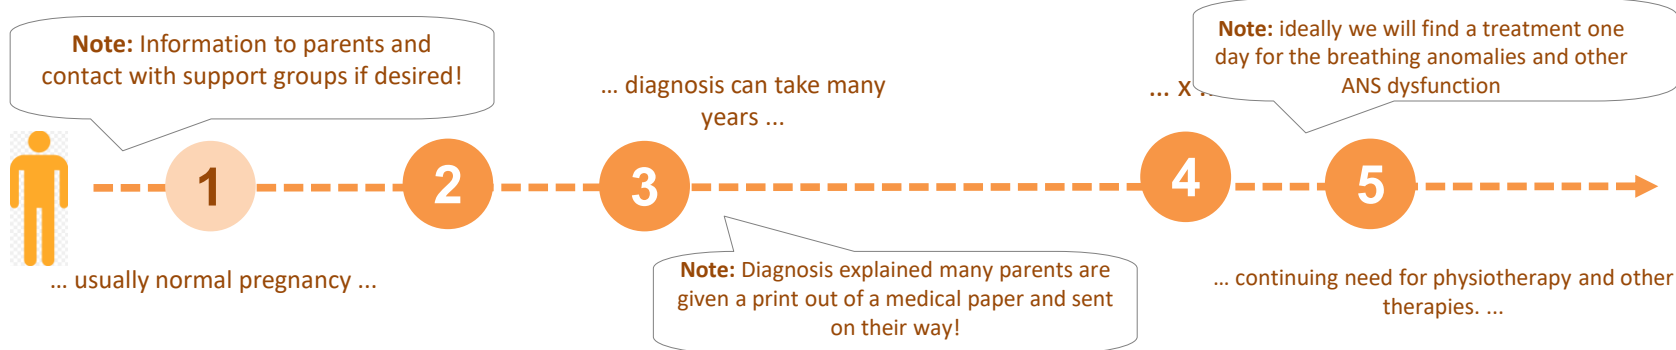 Note: Information to parents and
contact with support groups if desired!
... diagnosis can take many
years ...
... x
Note: ideally we will find a treatment one
day for the breathing anomalies and other
ANS dysfunction
1
2
3
4
5
... usually normal pregnancy ...
Note: Diagnosis explained many parents are
given a print out of a medical paper and sent
on their way!
... continuing need for physiotherapy and other
therapies. ...